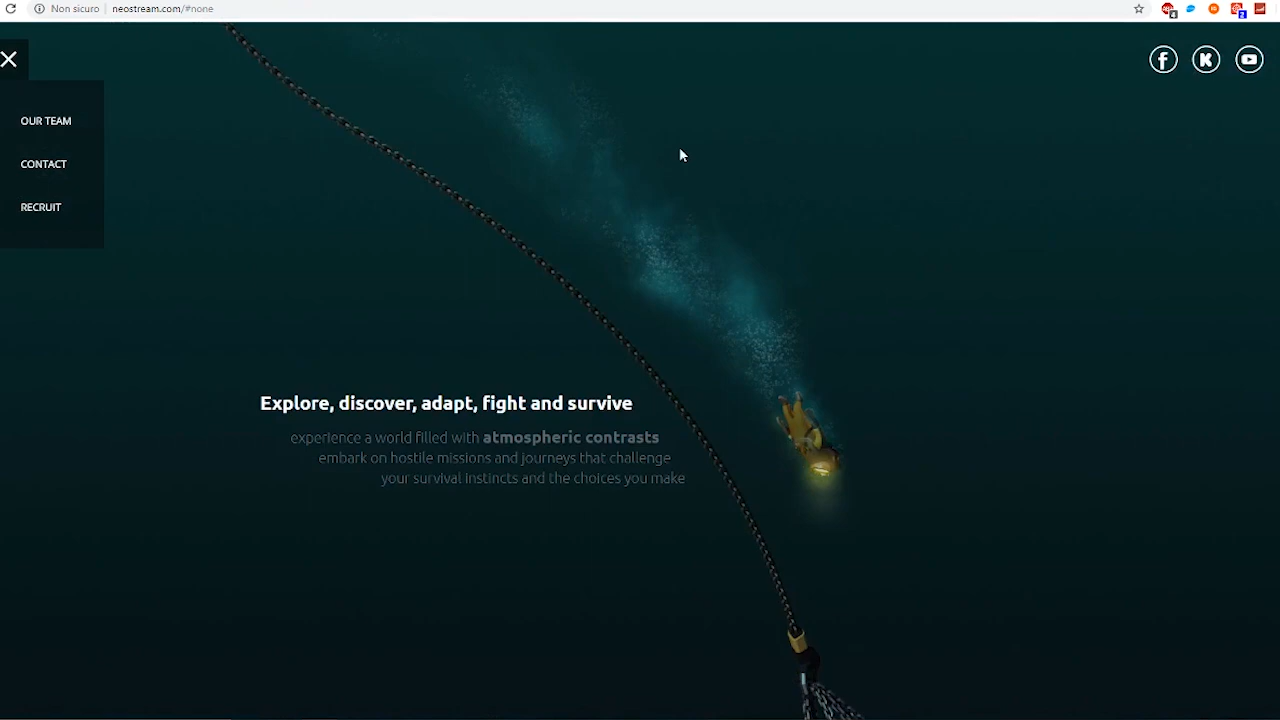 Non sicuro
neostream.com/#none
OUR TEAM
CONTACT
RECRUIT
Explore, discover, adapt, fight and survive
experience a world filled with atmospheric contrasts
embark on hostile missions and journeys that challenge
your survival instincts and the choices you make